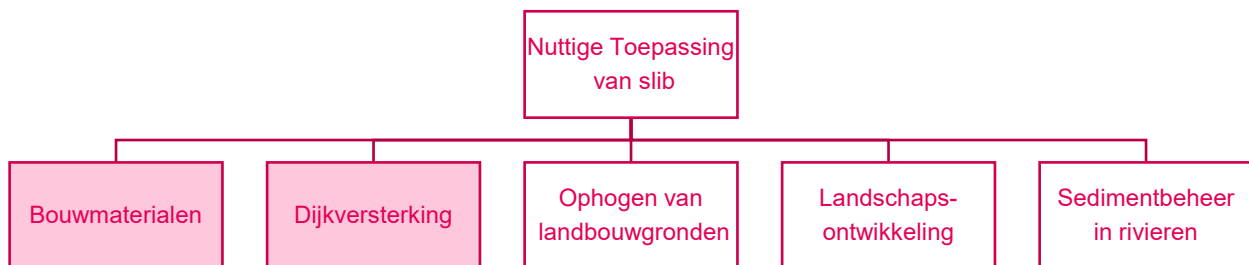 Nuttige Toepassing
van slib
Bouwmaterialen
Dijkversterking
Ophogen van
landbouwgronden
Landschaps-
ontwikkeling
Sedimentbeheer
in rivieren